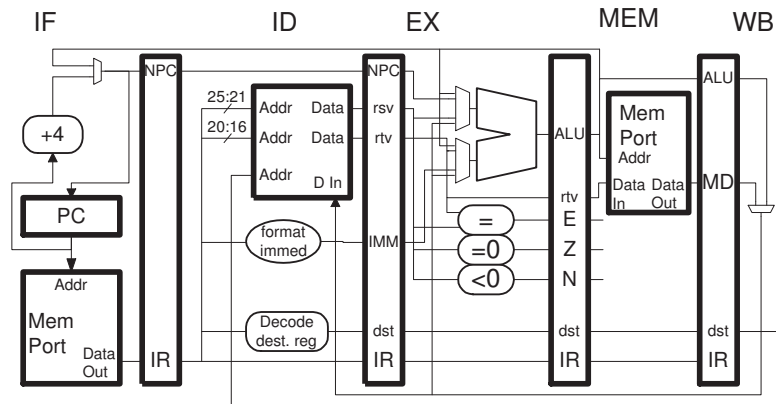 IF ID EX MEM WB
NPC NPC ALU
25:21 Addr Data rsv
Mem Port
+4
20:16 Addr Data rtv ALU
Addr
Addr D In rtv Data In Data Out MD
PC
format immed
IMM
= E
=0 Z
<0 N
Addr
Mem Port
Data Out
Decode dest. reg
dst dst dst
IR IR IR IR